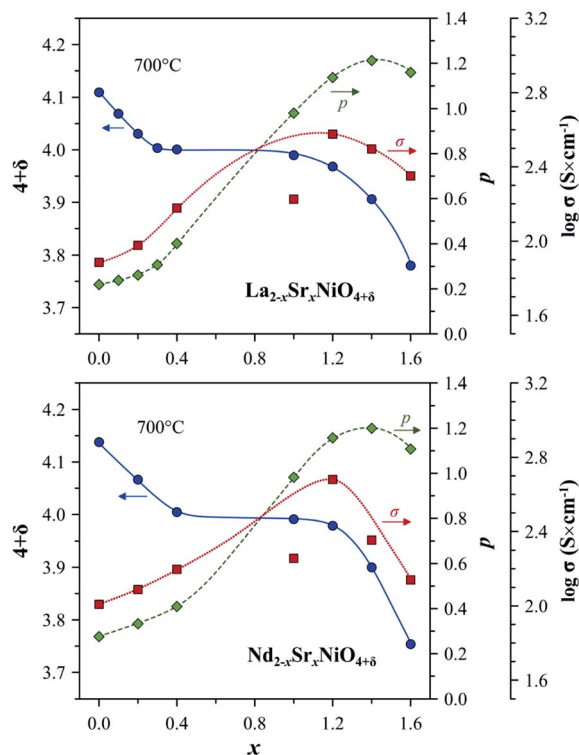 4.2
4.1
4.0
3.9
3.8
3.7
4+δ
700°C
p
σ
La2-xSrxNiO4+δ
1.4
1.2
1.0
0.8
0.6
0.4
0.2
0.0
p
3.2
2.8
2.5
2.0
1.8
1.5
log σ (S×cm-1)
0.0 0.4 0.8 1.2 1.6
4.2
4.1
4.0
3.9
3.8
3.7
4+δ
700°C
p
σ
Nd2-xSrxNiO4+δ
1.4
1.2
1.0
0.8
0.6
0.4
0.2
0.0
p
3.2
2.8
2.4
2.0
1.6
log σ (S×cm-1)
0.0 0.4 0.8 1.2 1.6
x